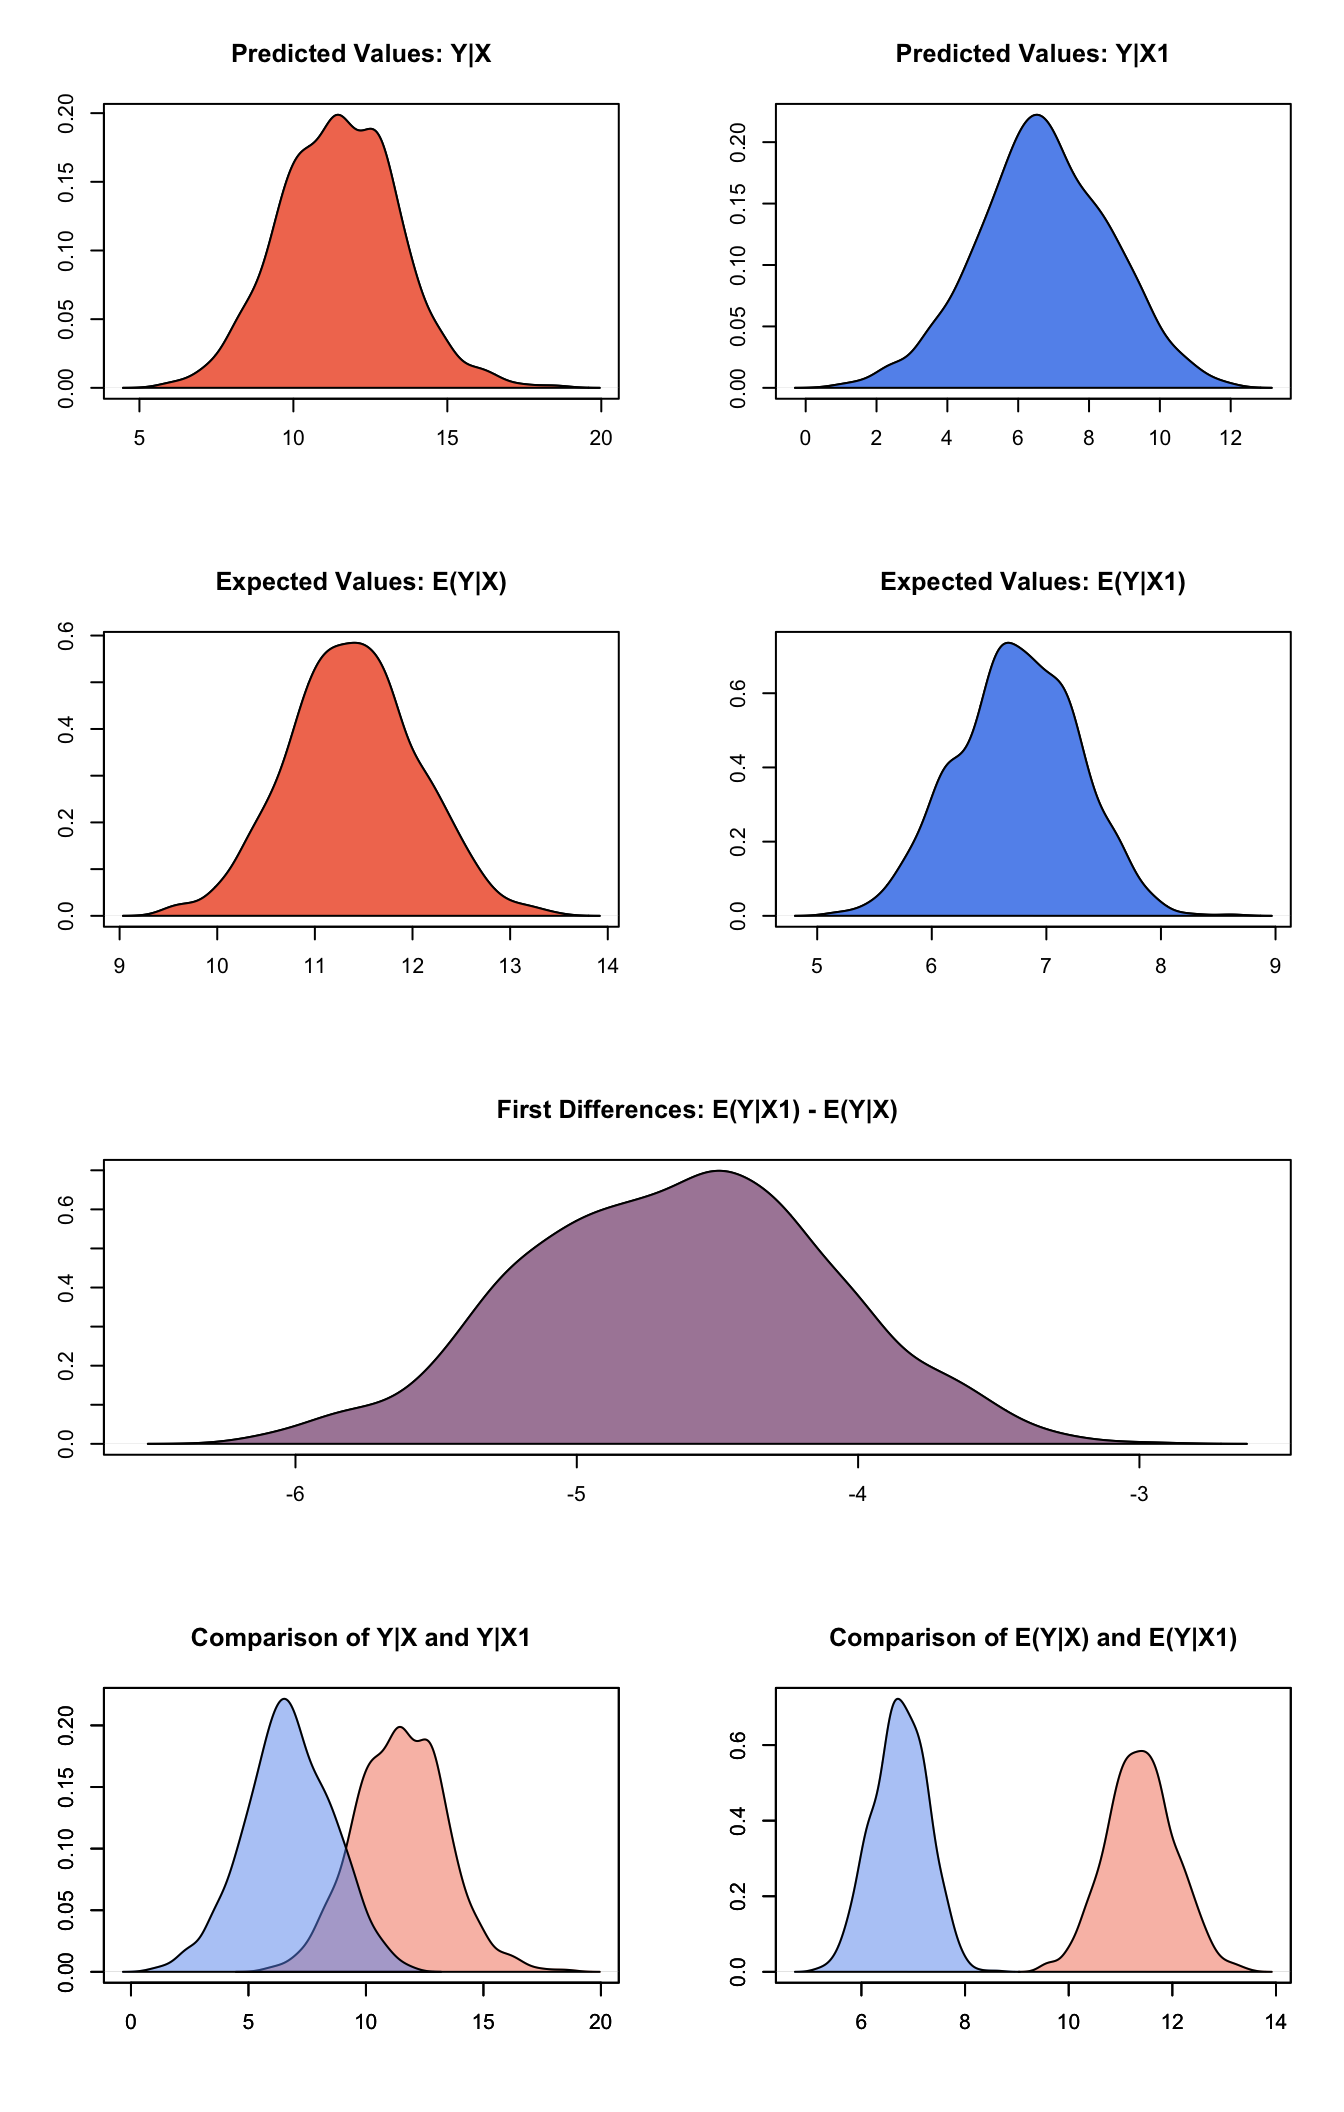 Predicted Values: Y|X
0.00 0.05 0.10 0.15 0.20
5 10 15 20
Predicted Values: Y|X1
0.00 0.05 0.10 0.15 0.20
0 2 4 6 8 10 12
Expected Values: E(Y|X)
0.0 0.2 0.4 0.6
9 10 11 12 13 14
Expected Values: E(Y|X1)
0.0 0.2 0.4 0.6
5 6 7 8 9
First Differences: E(Y|X1) - E(Y|X)
0.0 0.2 0.4 0.6
-6 -5 -4 -3
Comparison of Y|X and Y|X1
0.00 0.05 0.10 0.15 0.20
0 5 10 15 20
Comparison of E(Y|X) and E(Y|X1)
0.0 0.2 0.4 0.6
6 8 10 12 14